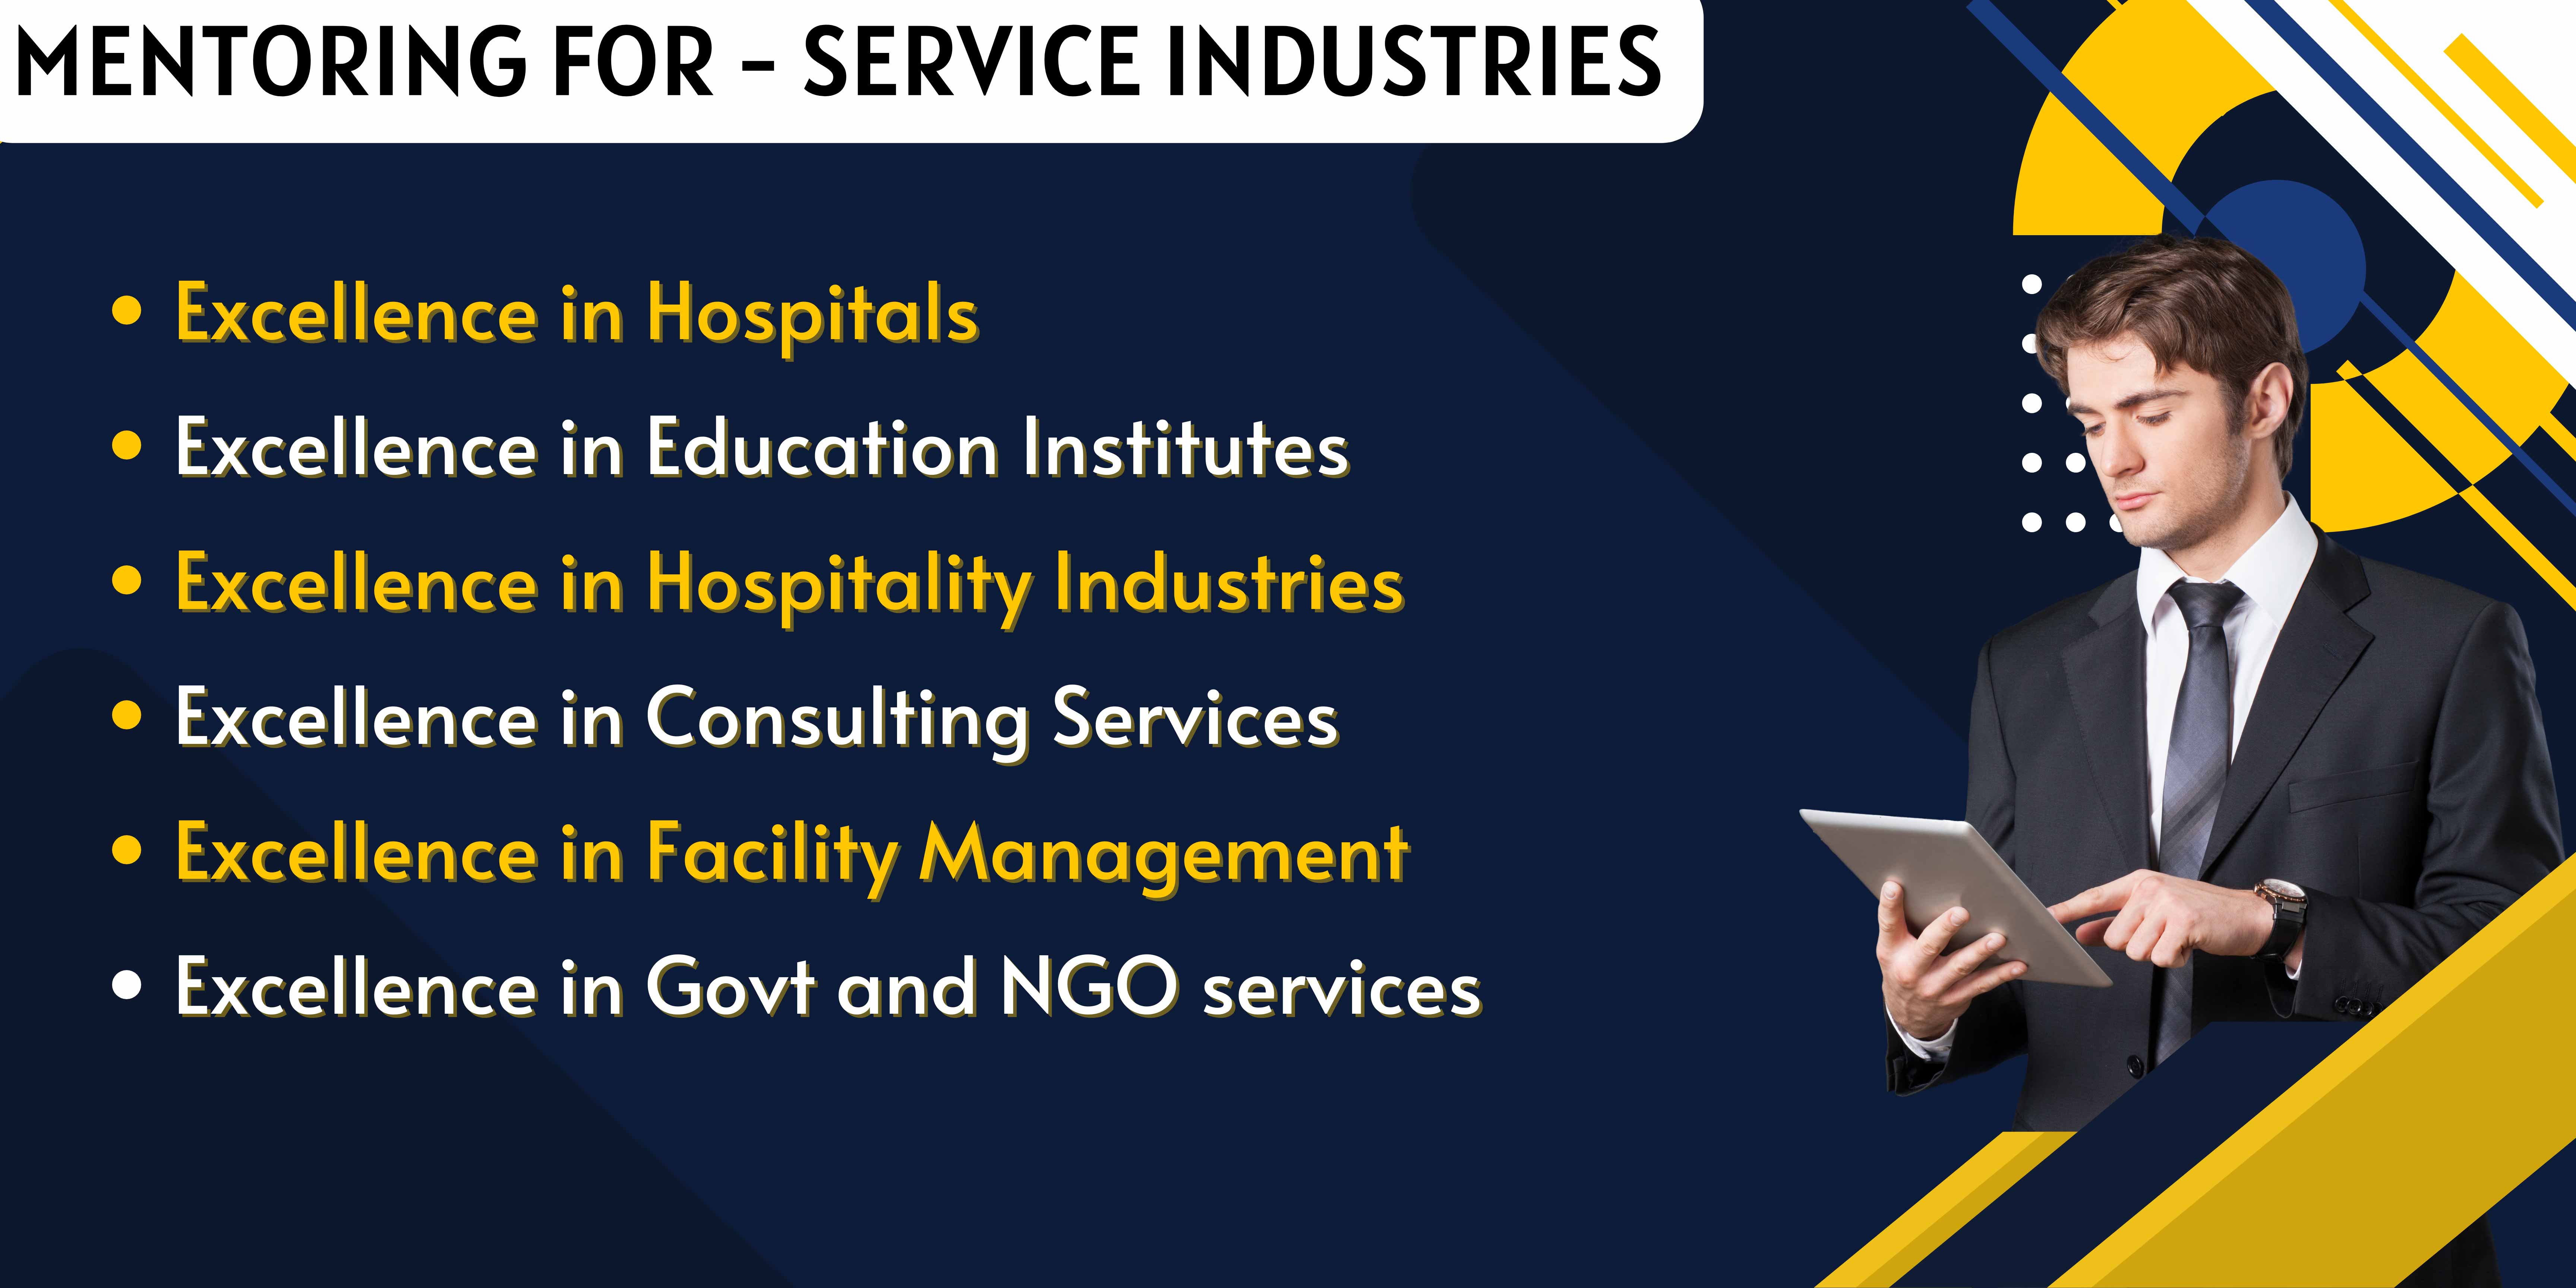 MENTORING FOR - SERVICE INDUSTRIES
• Excellence in Hospitals
• Excellence in Education Institutes
• Excellence in Hospitality Industries
• Excellence in Consulting Services
• Excellence in Facility Management
• Excellence in Govt and NGO services